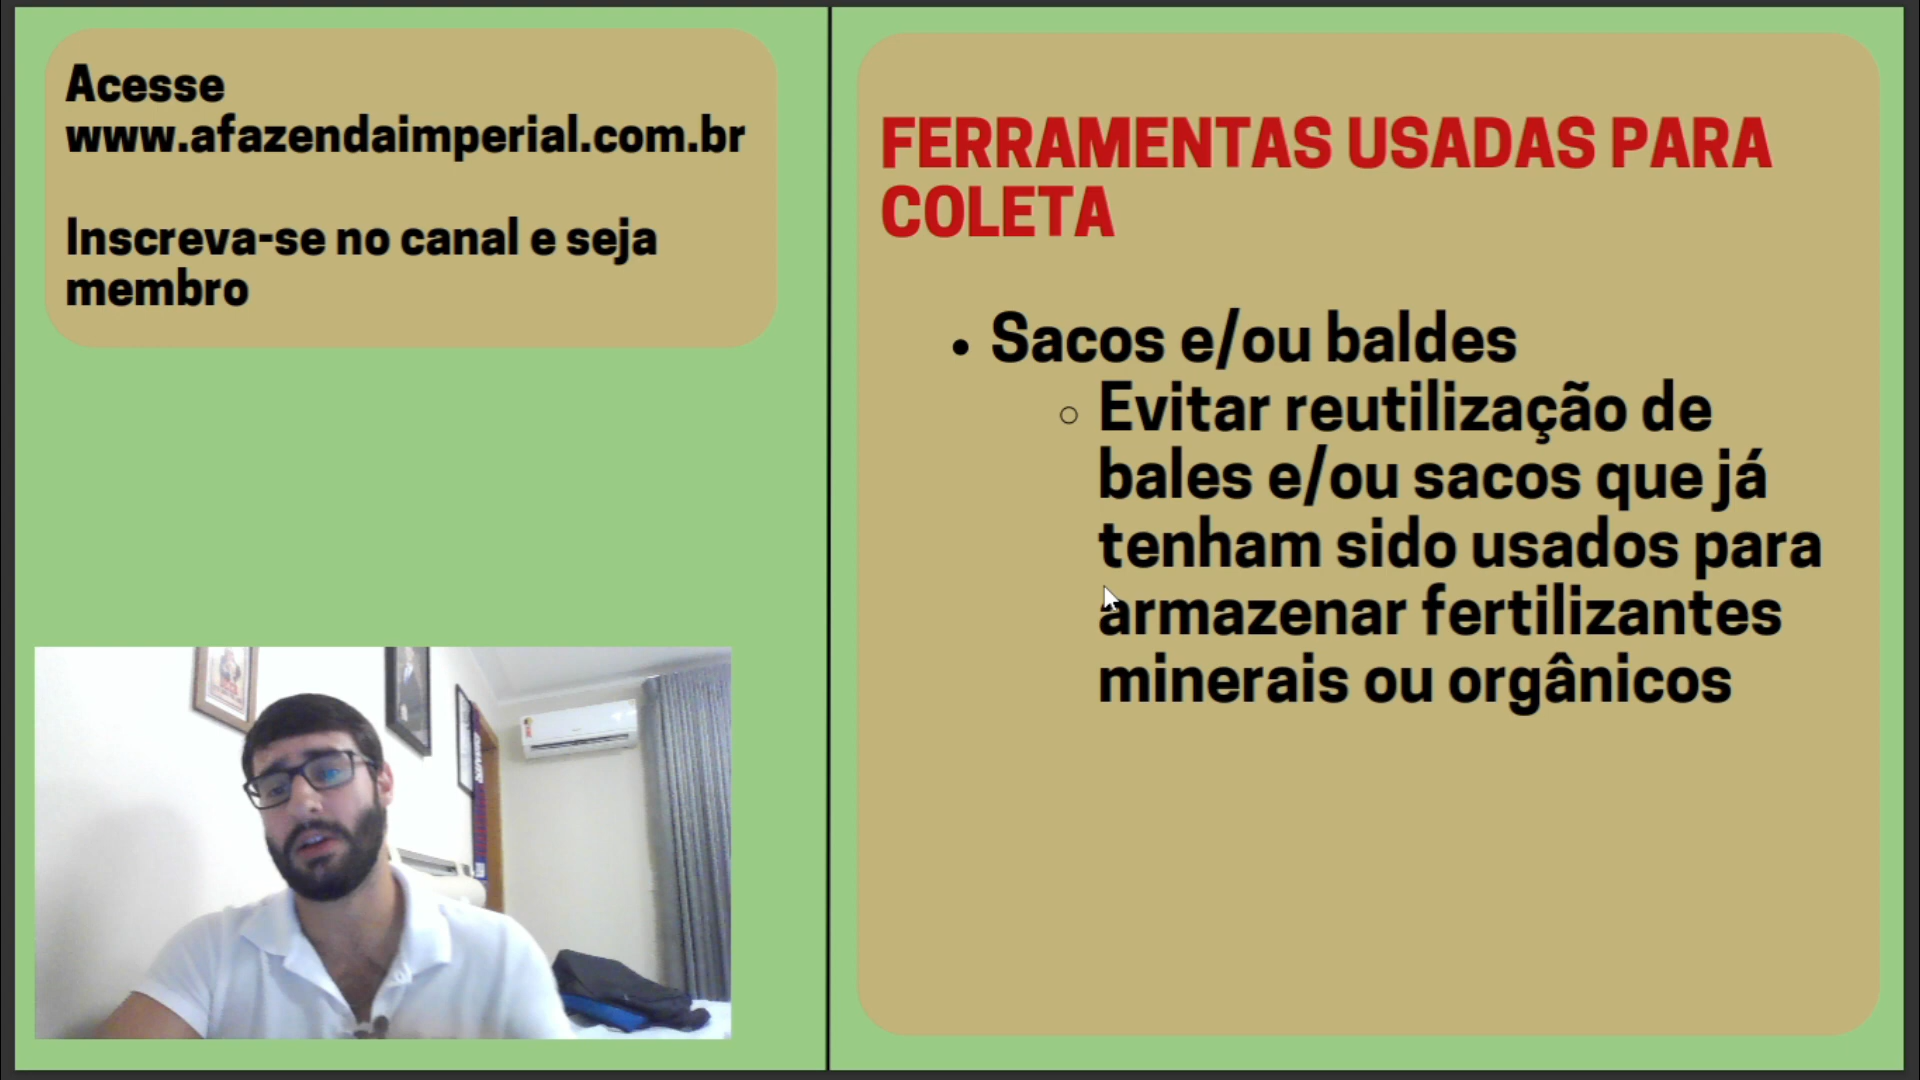 Acesse
www.afazendaimperial.com.br
Inscreva-se no canal e seja
membro
FERRAMENTAS USADAS PARA
COLETA
• Sacos e/ou baldes
○ Evitar reutilização de
bales e/ou sacos que já
tenham sido usados para
armazenar fertilizantes
minerais ou orgânicos